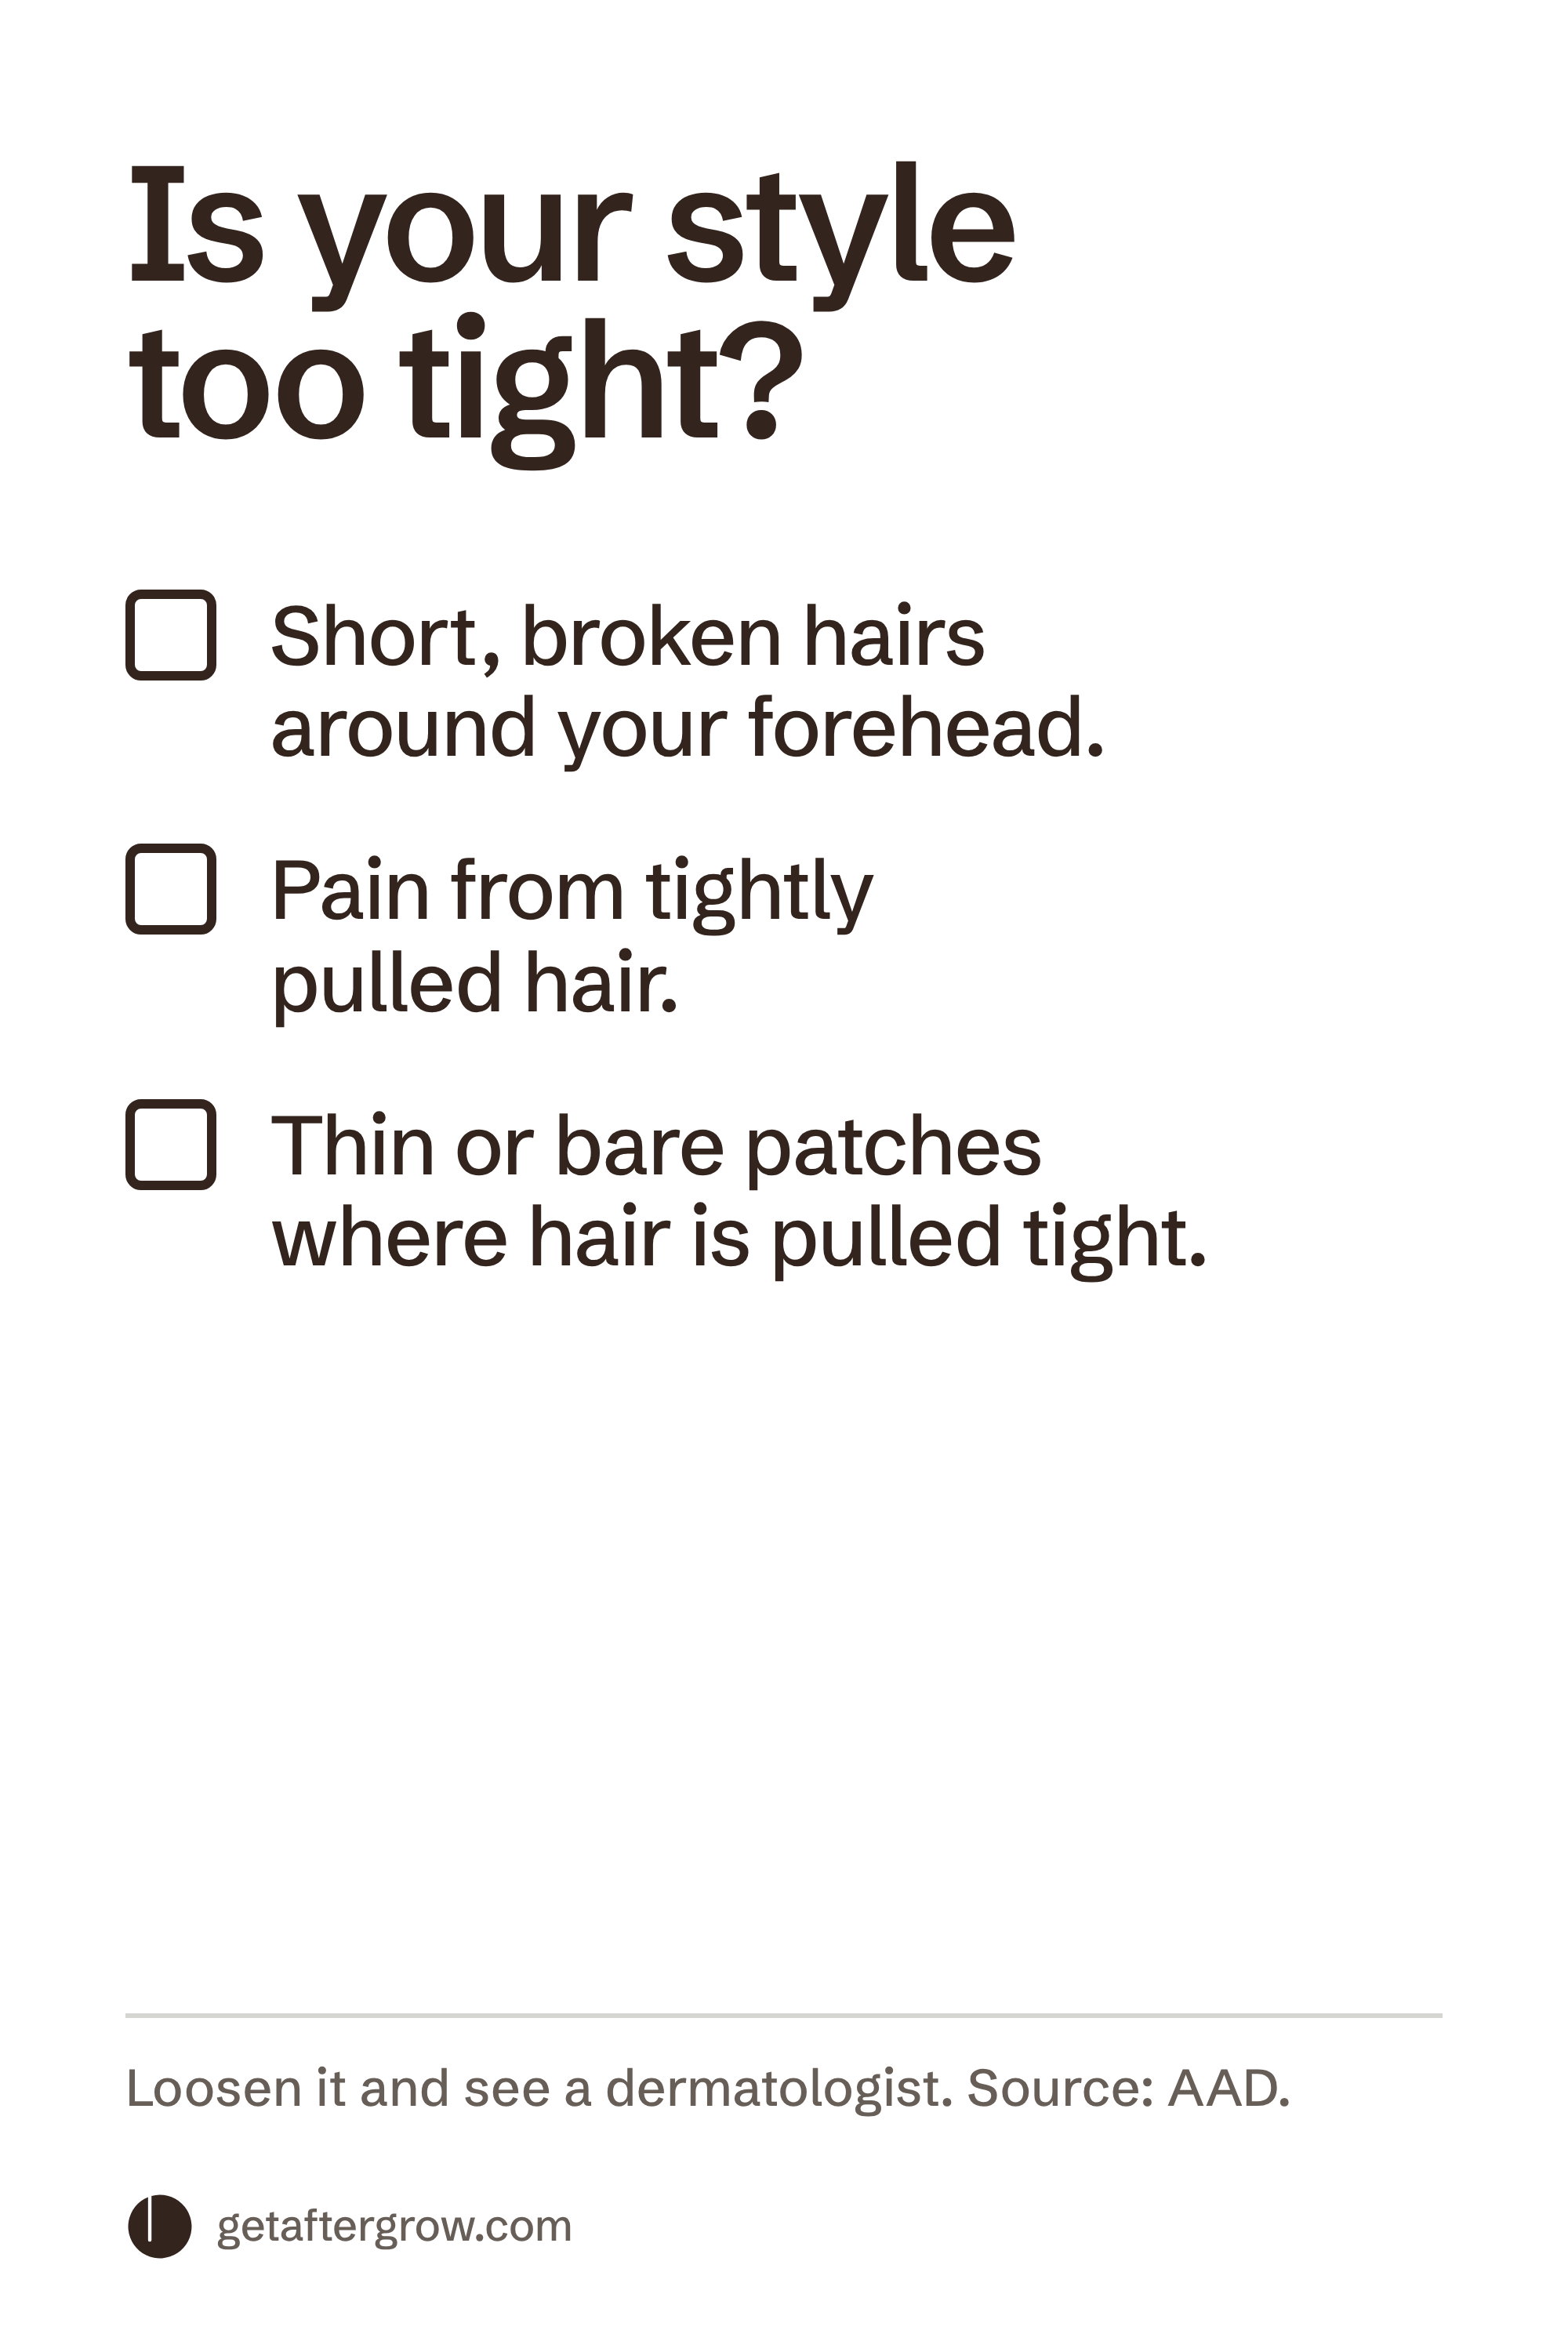 Is your style
too tight?
Short, broken hairs
around your forehead.
Pain from tightly
pulled hair.
Thin or bare patches
where hair is pulled tight.
Loosen it and see a dermatologist. Source: AAD.
getaftergrow.com